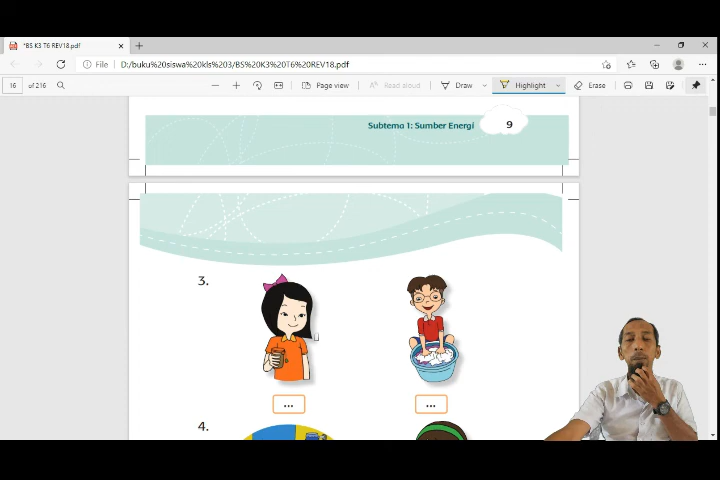 *BS K3 T6 REV18.pdf
File
D:/buku%20siswa%20kls%203/BS%20K3%20T6%20REV18.pdf
16 of 216
Page view
Read aloud
Draw
Highlight
Erase
Subtema 1: Sumber Energi 9
3.
... ...
4.